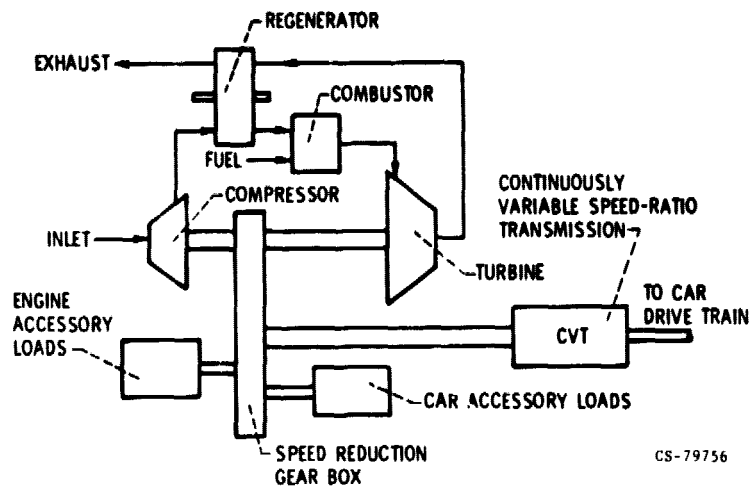 REGENERATOR
EXHAUST
COMBUSTOR
FUEL
COMPRESSOR
CONTINUOUSLY
VARIABLE SPEED-RATIO
TRANSMISSION
INLET
TURBINE
ENGINE
ACCESSORY
LOADS
TO CAR
DRIVE TRAIN
CVT
CAR ACCESSORY LOADS
SPEED REDUCTION
GEAR BOX
CS-79756